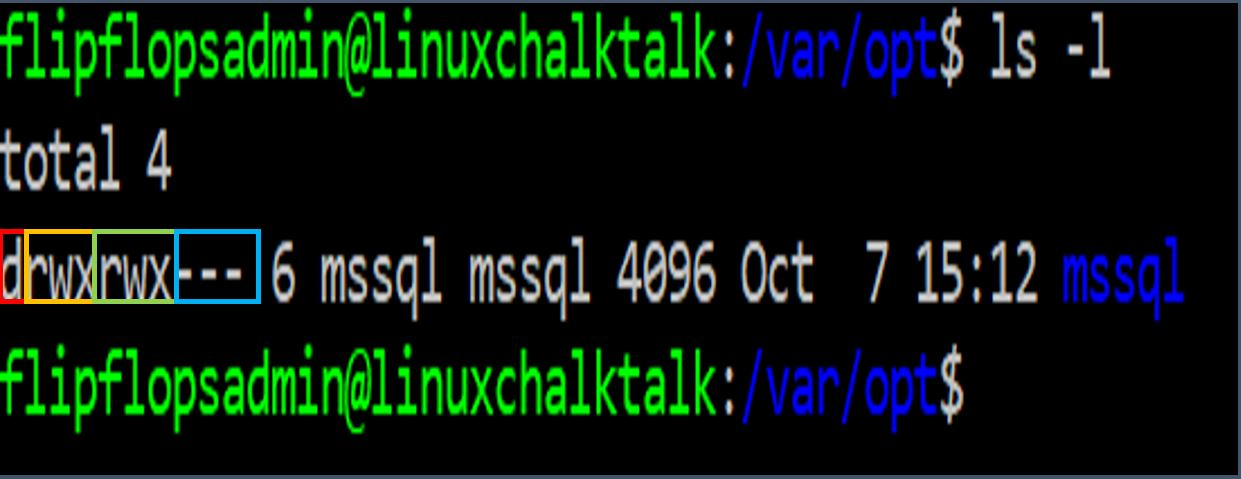 flipflopsadmin@linuxchalktalk:/var/opt$ ls -l
total 4
drwxrwx--- 6 mssql mssql 4096 Oct  7 15:12 mssql
flipflopsadmin@linuxchalktalk:/var/opt$